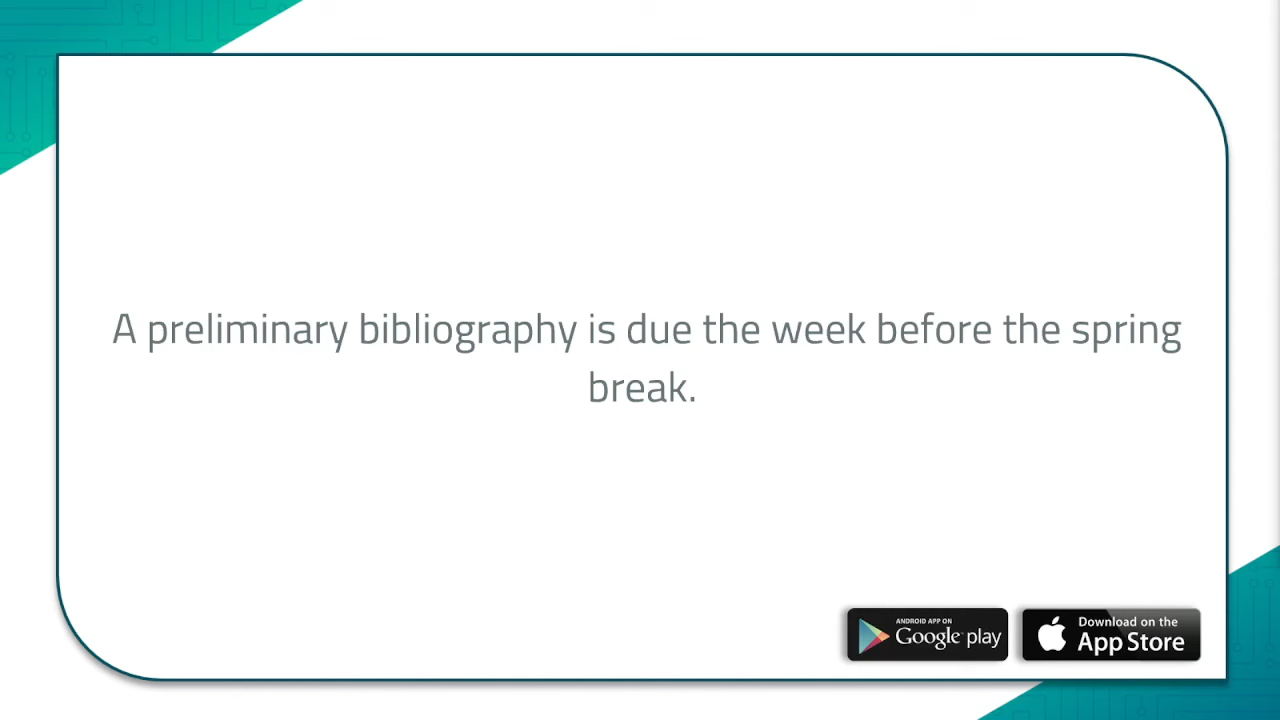 A preliminary bibliography is due the week before the spring
break.
ANDROID APP ON
Google play
Download on the
App Store